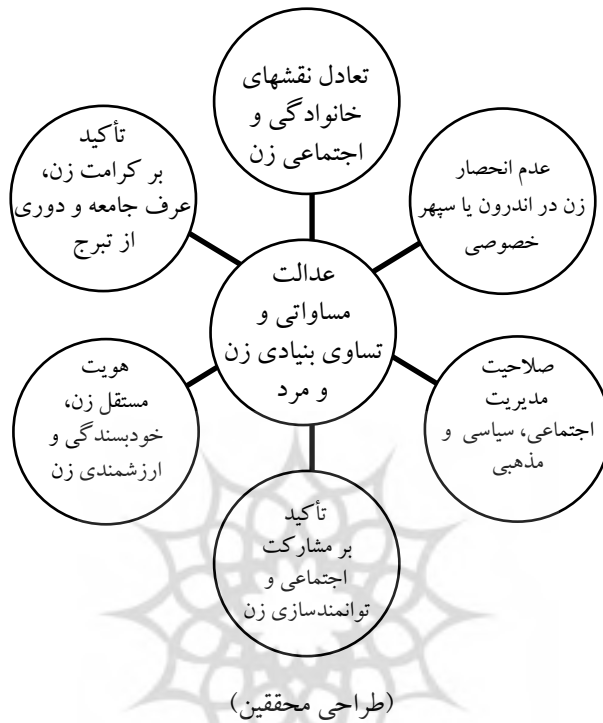 تعادل نقشهای
خانوادگی و
اجتماعی زن
عدم انحصار
زن در اندرون یا سپهر
خصوصی
صلاحیت
مدیریت
اجتماعی، سیاسی و
مذهبی
تأکید
بر مشارکت
اجتماعی و
توانمندسازی زن
هویت
مستقل زن،
خودبسندگی و
ارزشمندی زن
تأکید
بر کرامت زن،
عرف جامعه و دوری
از تبرج
عدالت
مساواتی و
تساوی بنیادی زن
و مرد
(طراحی محققین)